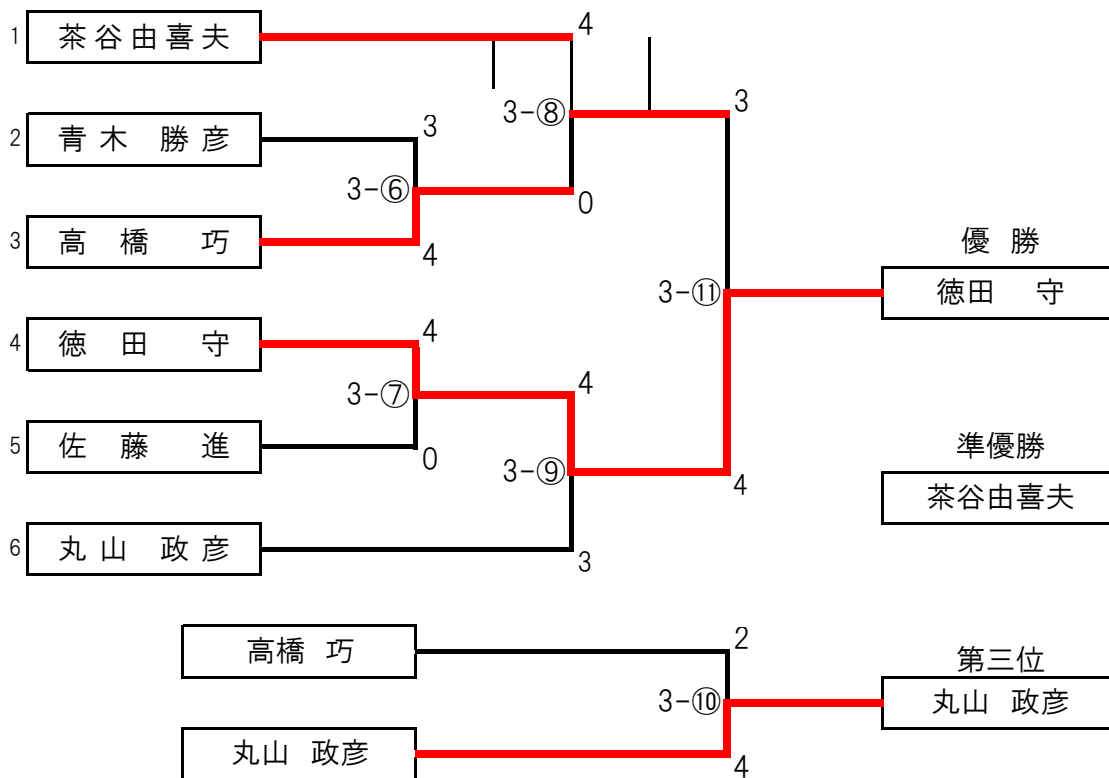 4
1 茶谷由喜夫
3-⑧ 3
2 青木 勝彦 3
3-⑥
0
3 高橋 巧 4
優勝
3-⑪ 徳田 守
4 徳田 守 4
3-⑦ 4
5 佐藤 進 0
準優勝
3-⑨ 4
茶谷由喜夫
6 丸山 政彦 3
高橋 巧 2
第三位
3-⑩ 丸山 政彦
丸山 政彦 4